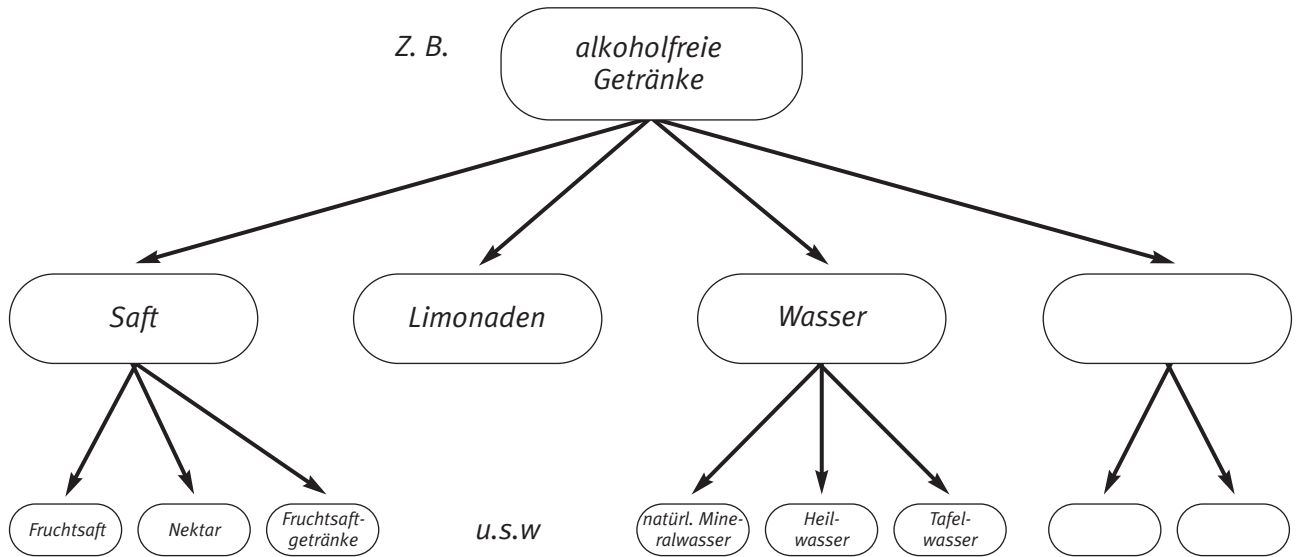 Z. B.
alkoholfreie
Getränke
Saft
Limonaden
Wasser
Fruchtsaft
Nektar
Fruchtsaft-
getränke
u.s.w
natürl. Mine-
ralwasser
Heil-
wasser
Tafel-
wasser